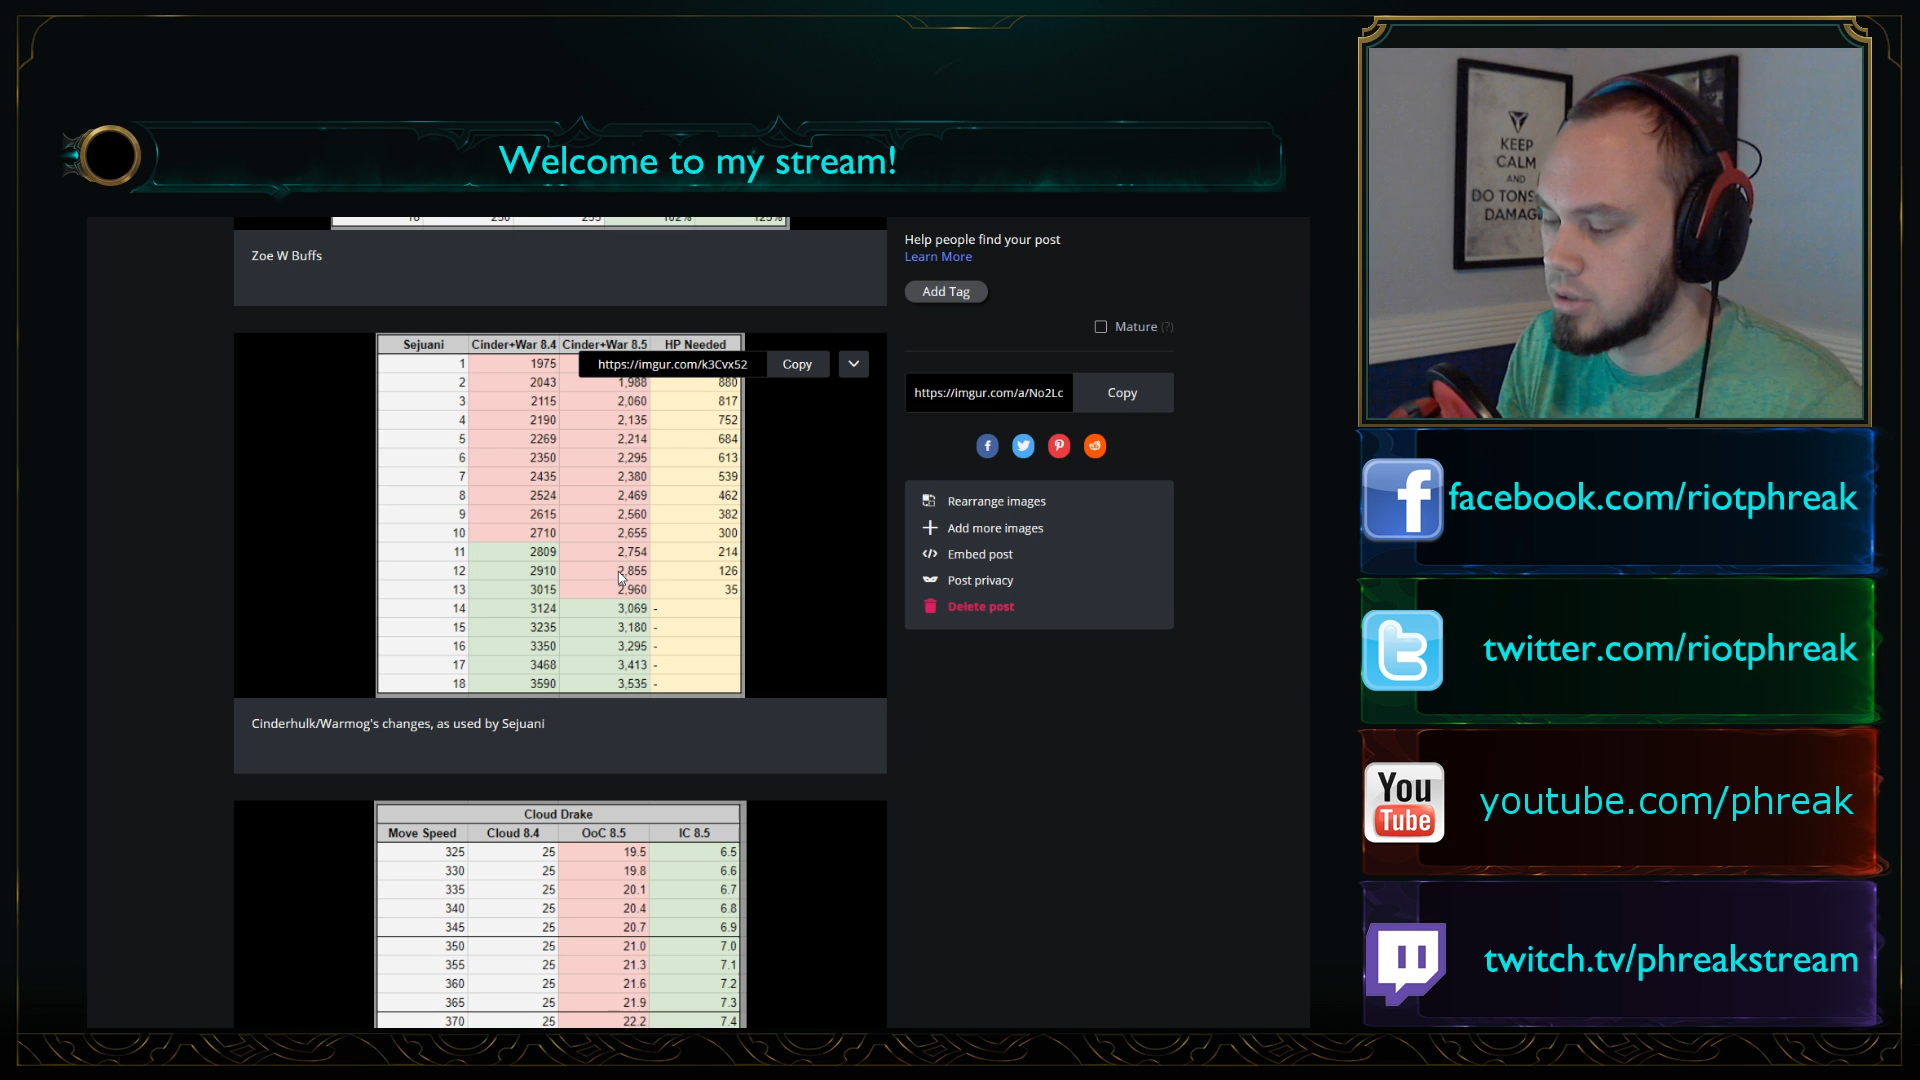 Welcome to my stream!
18 250 255 102% 125%
Zoe W Buffs
Sejuani Cinder+War 8.4 Cinder+War 8.5 HP Needed
1 1975
https://imgur.com/k3Cvx52 Copy
2 2043 1,988 880
3 2115 2,060 817
4 2190 2,135 752
5 2269 2,214 684
6 2350 2,295 613
7 2435 2,380 539
8 2524 2,469 462
9 2615 2,560 382
10 2710 2,655 300
11 2809 2,754 214
12 2910 2,855 126
13 3015 2,960 35
14 3124 3,069 -
15 3235 3,180 -
16 3350 3,295 -
17 3468 3,413 -
18 3590 3,535 -
Cinderhulk/Warmog's changes, as used by Sejuani
Cloud Drake
Move Speed Cloud 8.4 OoC 8.5 IC 8.5
325 25 19.5 6.5
330 25 19.8 6.6
335 25 20.1 6.7
340 25 20.4 6.8
345 25 20.7 6.9
350 25 21.0 7.0
355 25 21.3 7.1
360 25 21.6 7.2
365 25 21.9 7.3
370 25 22.2 7.4
Help people find your post
Learn More
Add Tag
Mature (?)
https://imgur.com/a/No2Lc Copy
Rearrange images
Add more images
Embed post
Post privacy
Delete post
KEEP
CALM
AND
DO TONS
DAMAG
facebook.com/riotphreak
twitter.com/riotphreak
You
Tube
youtube.com/phreak
twitch.tv/phreakstream